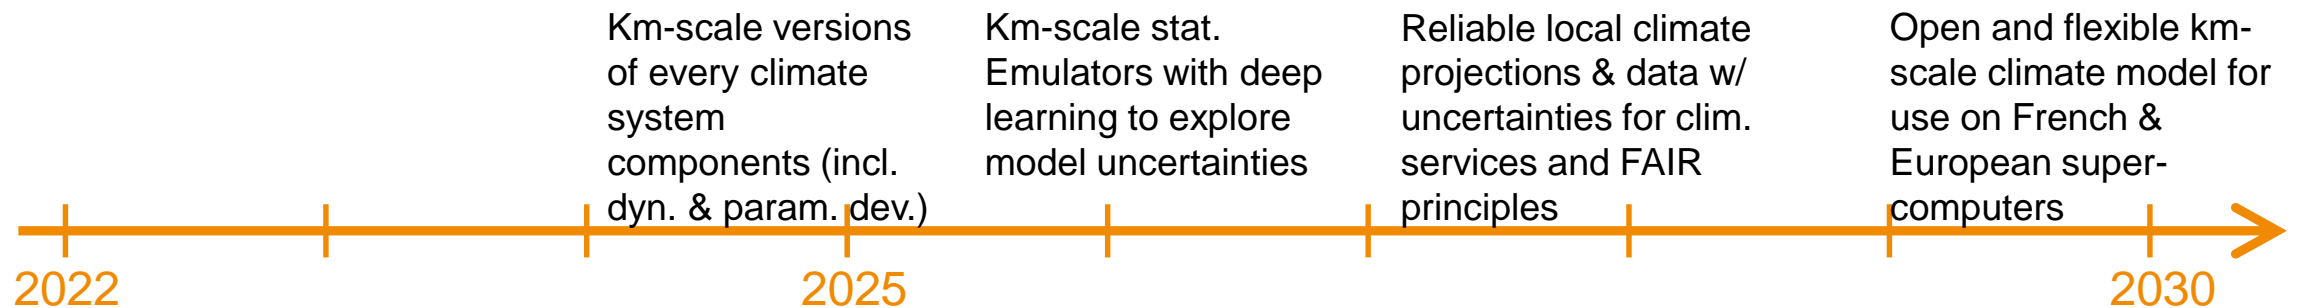 Km-scale versions
of every climate
system
components (incl.
dyn. & param. dev.)
Km-scale stat.
Emulators with deep
learning to explore
model uncertainties
Reliable local climate
projections & data w/
uncertainties for clim.
services and FAIR
principles
Open and flexible km-
scale climate model for
use on French &
European super-
computers
2022
2025
2030